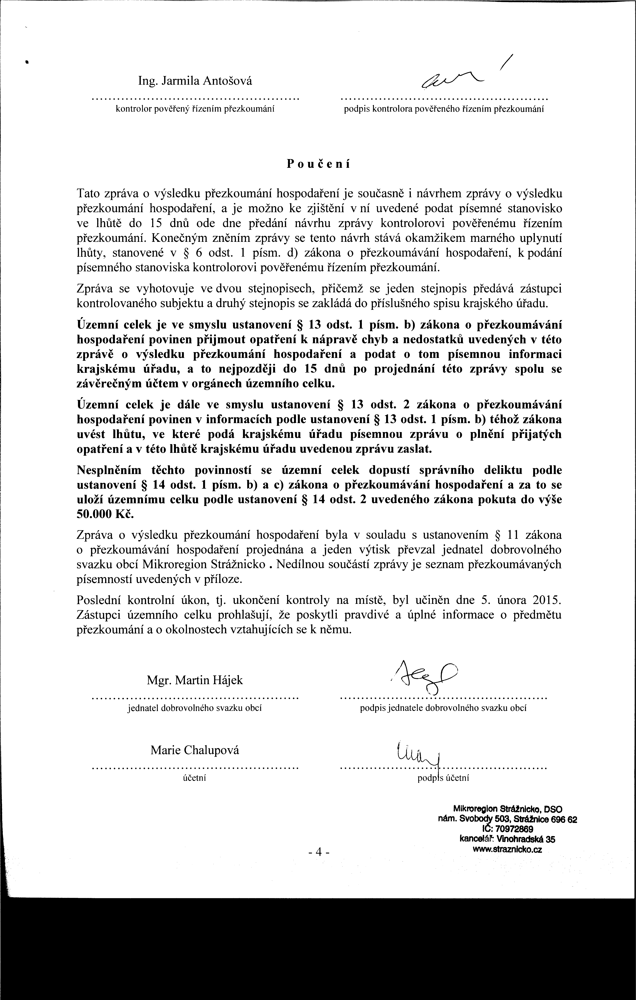 Ing. Jarmila Antošová
kontrolor pověřený řízením přezkoumání
podpis kontrolora pověřeného řízením přezkoumání
Poučení
Tato zpráva o výsledku přezkoumání hospodaření je současně i návrhem zprávy o výsledku
přezkoumání hospodaření, a je možno ke zjištění v ní uvedené podat písemné stanovisko
ve lhůtě do 15 dnů ode dne předání návrhu zprávy kontrolorovi pověřenému řízením
přezkoumání. Konečným zněním zprávy se tento návrh stává okamžikem marného uplynutí
lhůty, stanovené v § 6 odst. 1 písm. d) zákona o přezkoumávání hospodaření, k podání
písemného stanoviska kontrolorovi pověřenému řízením přezkoumání.
Zpráva se vyhotovuje ve dvou stejnopisech, přičemž se jeden stejnopis předává zástupci
kontrolovaného subjektu a druhý stejnopis se zakládá do příslušného spisu krajského úřadu.
Územní celek je ve smyslu ustanovení § 13 odst. 1 písm. b) zákona o přezkoumávání
hospodaření povinen přijmout opatření k nápravě chyb a nedostatků uvedených v této
zprávě o výsledku přezkoumání hospodaření a podat o tom písemnou informaci
krajskému úřadu, a to nejpozději do 15 dnů po projednání této zprávy spolu se
závěrečným účtem v orgánech územního celku.
Územní celek je dále ve smyslu ustanovení § 13 odst. 2 zákona o přezkoumávání
hospodaření povinen v informacích podle ustanovení § 13 odst. 1 písm. b) téhož zákona
uvést lhůtu, ve které podá krajskému úřadu písemnou zprávu o plnění přijatých
opatření a v této lhůtě krajskému úřadu uvedenou zprávu zaslat.
Nesplněním těchto povinností se územní celek dopustí správního deliktu podle
ustanovení § 14 odst. 1 písm. b) a c) zákona o přezkoumávání hospodaření a za to se
uloží územnímu celku podle ustanovení § 14 odst. 2 uvedeného zákona pokuta do výše
50.000 Kč.
Zpráva o výsledku přezkoumání hospodaření byla v souladu s ustanovením § 11 zákona
o přezkoumávání hospodaření projednána a jeden výtisk převzal jednatel dobrovolného
svazku obcí Mikroregion Strážnicko . Nedílnou součástí zprávy je seznam přezkoumávaných
písemností uvedených v příloze.
Poslední kontrolní úkon, tj. ukončení kontroly na místě, byl učiněn dne 5. února 2015.
Zástupci územního celku prohlašují, že poskytli pravdivé a úplné informace o předmětu
přezkoumání a o okolnostech vztahujících se k němu.
Mgr. Martin Hájek
jednatel dobrovolného svazku obcí
podpis jednatele dobrovolného svazku obcí
Marie Chalupová
účetní
podpis účetní
Mikroregion Strážnicko, DSO
nám. Svobody 503, Strážnice 696 62
IČ: 70972869
kancelář: Vinohradská 35
www.straznicko.cz
- 4 -